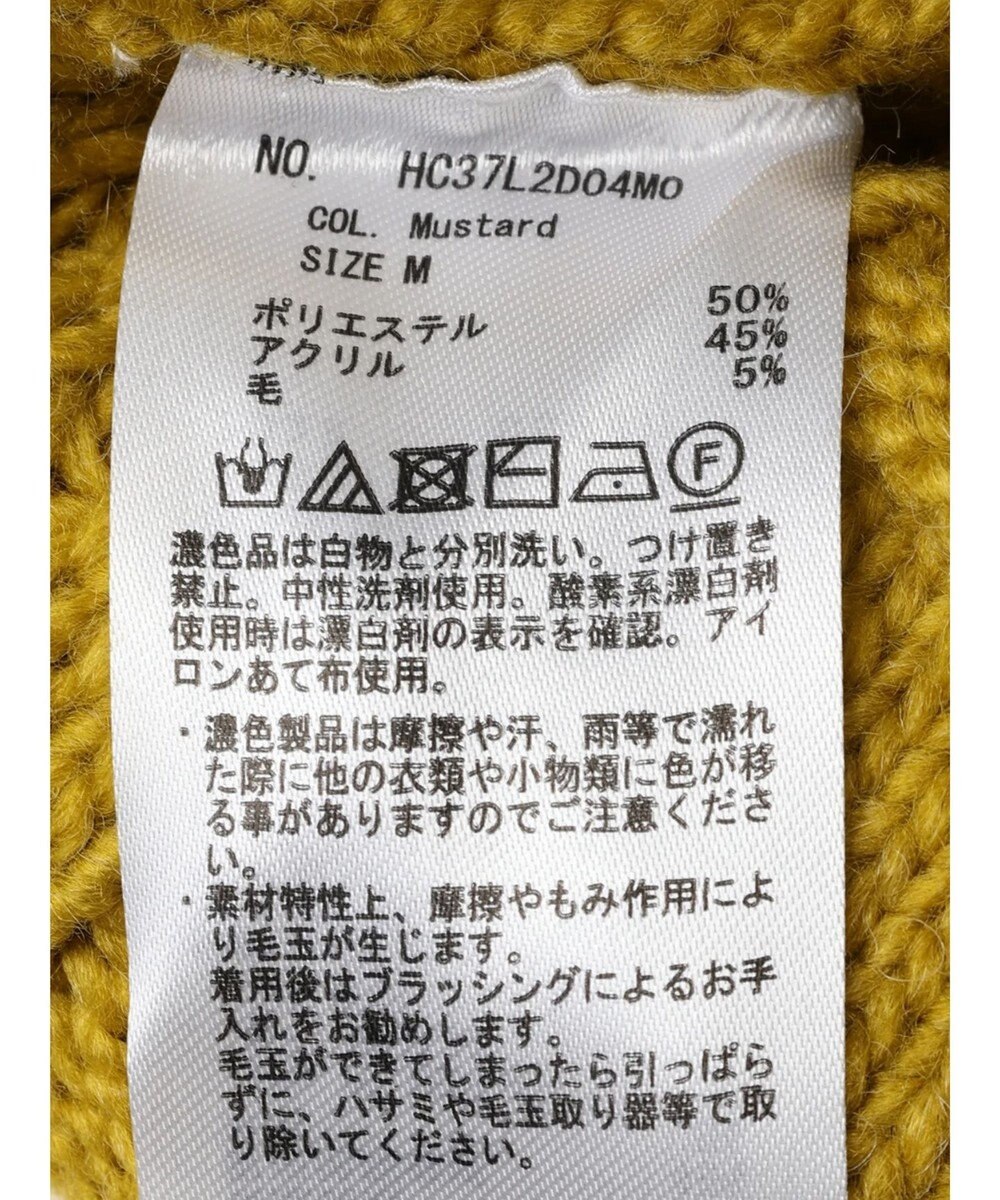 NO. HC37L2D04MO
COL. Mustard
SIZE M
ポリエステル 50%
アクリル 45%
毛 5%
F
濃色品は白物と分別洗い。つけ置き
禁止。中性洗剤使用。酸素系漂白剤
使用時は漂白剤の表示を確認。アイ
ロンあて布使用。
・濃色製品は摩擦や汗、雨等で濡れ
た際に他の衣類や小物類に色が移
る事がありますのでご注意くださ
い。
・素材特性上、摩擦やもみ作用によ
り毛玉が生じます。
着用後はブラッシングによるお手
入れをお勧めします。
毛玉ができてしまったら引っぱら
ずに、ハサミや毛玉取り器等で取
り除いてください。